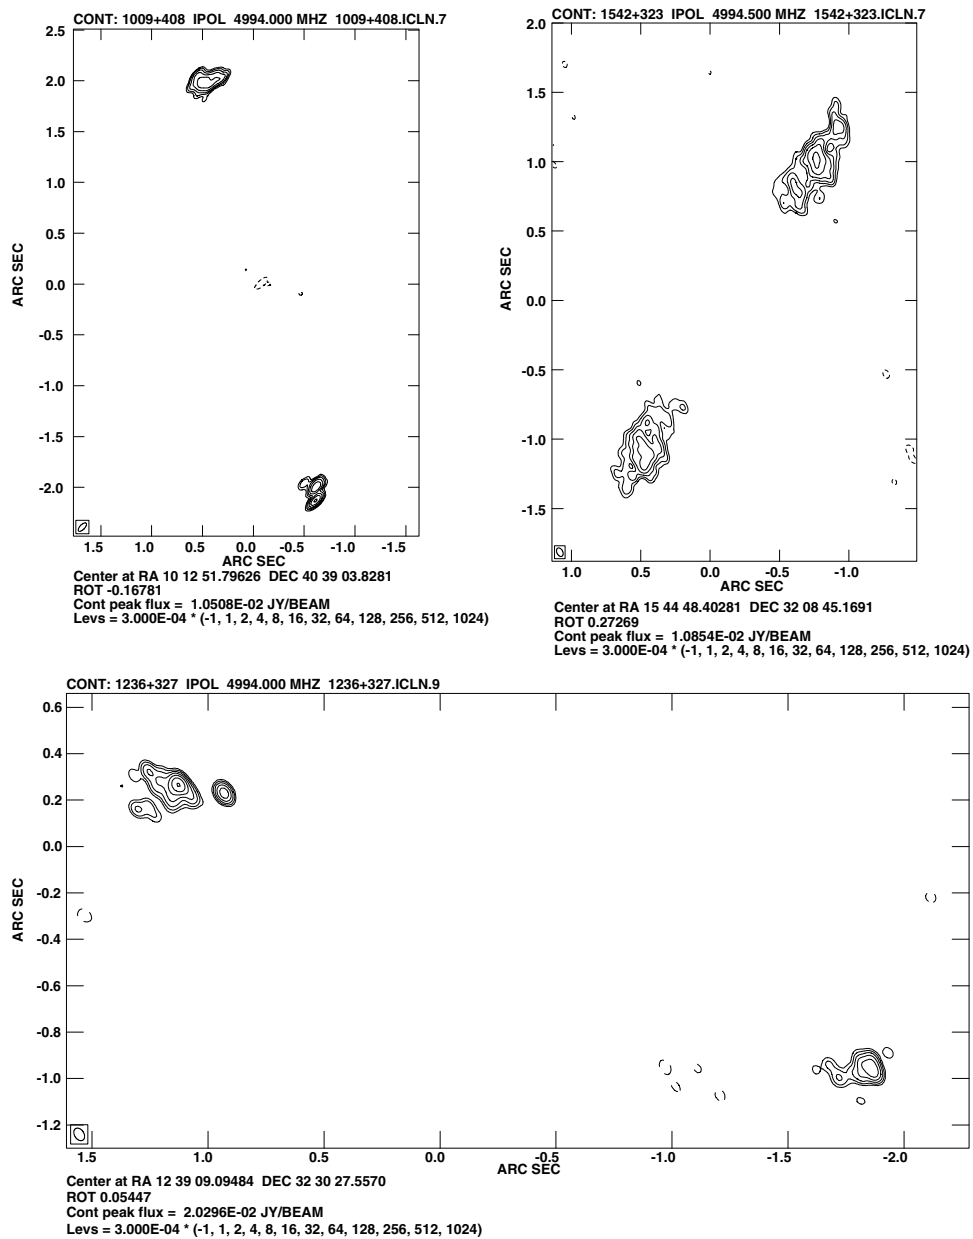 CONT: 1009+408 IPOL 4994.000 MHZ 1009+408.ICLN.7
2.5
2.0
1.5
1.0
0.5
0.0
-0.5
-1.0
-1.5
-2.0
ARC SEC
1.5 1.0 0.5 0.0 -0.5 -1.0 -1.5
ARC SEC
Center at RA 10 12 51.79626 DEC 40 39 03.8281
ROT -0.16781
Cont peak flux = 1.0508E-02 JY/BEAM
Levs = 3.000E-04 * (-1, 1, 2, 4, 8, 16, 32, 64, 128, 256, 512, 1024)
CONT: 1542+323 IPOL 4994.500 MHZ 1542+323.ICLN.7
2.0
1.5
1.0
0.5
0.0
-0.5
-1.0
-1.5
ARC SEC
1.0 0.5 0.0 -0.5 -1.0
ARC SEC
Center at RA 15 44 48.40281 DEC 32 08 45.1691
ROT 0.27269
Cont peak flux = 1.0854E-02 JY/BEAM
Levs = 3.000E-04 * (-1, 1, 2, 4, 8, 16, 32, 64, 128, 256, 512, 1024)
CONT: 1236+327 IPOL 4994.000 MHZ 1236+327.ICLN.9
0.6
0.4
0.2
0.0
-0.2
-0.4
-0.6
-0.8
-1.0
-1.2
ARC SEC
1.5 1.0 0.5 0.0 -0.5 -1.0 -1.5 -2.0
ARC SEC
Center at RA 12 39 09.09484 DEC 32 30 27.5570
ROT 0.05447
Cont peak flux = 2.0296E-02 JY/BEAM
Levs = 3.000E-04 * (-1, 1, 2, 4, 8, 16, 32, 64, 128, 256, 512, 1024)